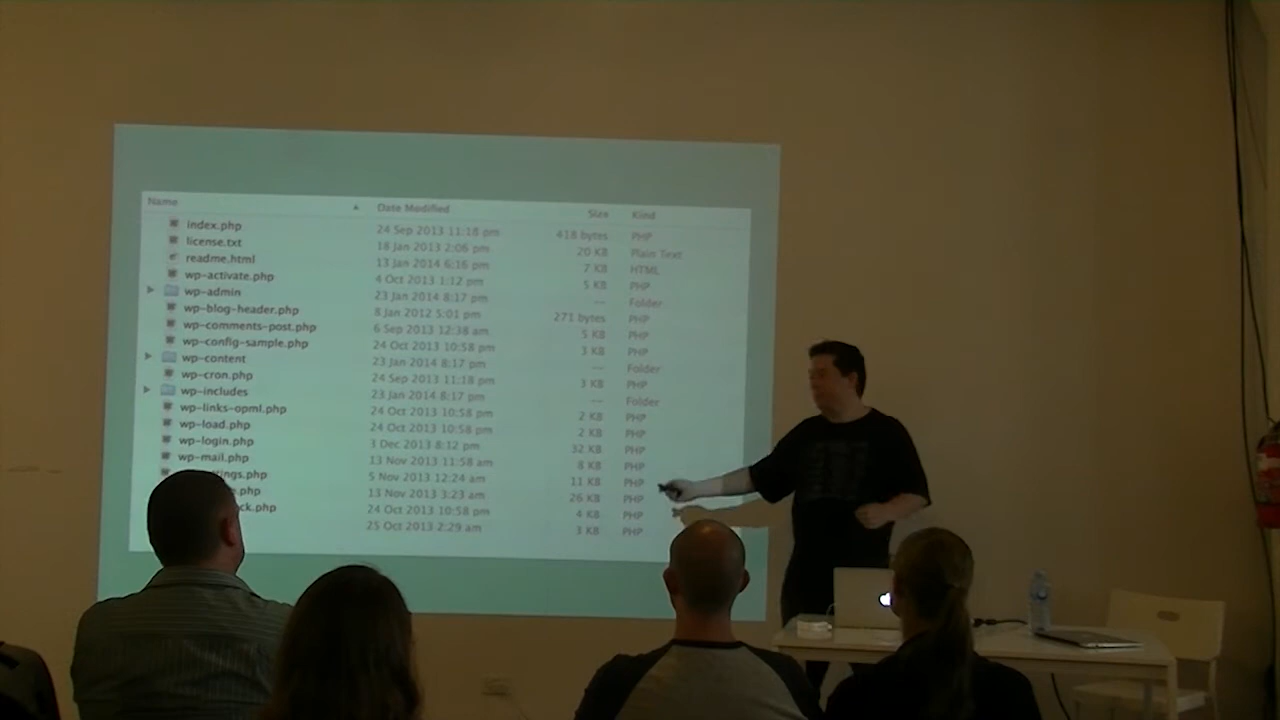 Name Date Modified Size Kind
index.php 24 Sep 2013 11:18 pm 418 bytes PHP
license.txt 18 Jan 2013 2:06 pm 20 KB Plain Text
readme.html 13 Jan 2014 6:16 pm 7 KB HTML
wp-activate.php 4 Oct 2013 1:12 pm 5 KB PHP
wp-admin 23 Jan 2014 8:17 pm -- Folder
wp-blog-header.php 8 Jan 2012 5:01 pm 271 bytes PHP
wp-comments-post.php 6 Sep 2013 12:38 am 5 KB PHP
wp-config-sample.php 24 Oct 2013 10:58 pm 3 KB PHP
wp-content 23 Jan 2014 8:17 pm -- Folder
wp-cron.php 24 Sep 2013 11:18 pm 3 KB PHP
wp-includes 23 Jan 2014 8:17 pm -- Folder
wp-links-opml.php 24 Oct 2013 10:58 pm 2 KB PHP
wp-load.php 24 Oct 2013 10:58 pm 2 KB PHP
wp-login.php 3 Dec 2013 8:12 pm 32 KB PHP
wp-mail.php 13 Nov 2013 11:58 am 8 KB PHP
ttings.php 5 Nov 2013 12:24 am 11 KB PHP
.php 13 Nov 2013 3:23 am 26 KB PHP
ck.php 24 Oct 2013 10:58 pm 4 KB PHP
25 Oct 2013 2:29 am 3 KB PHP